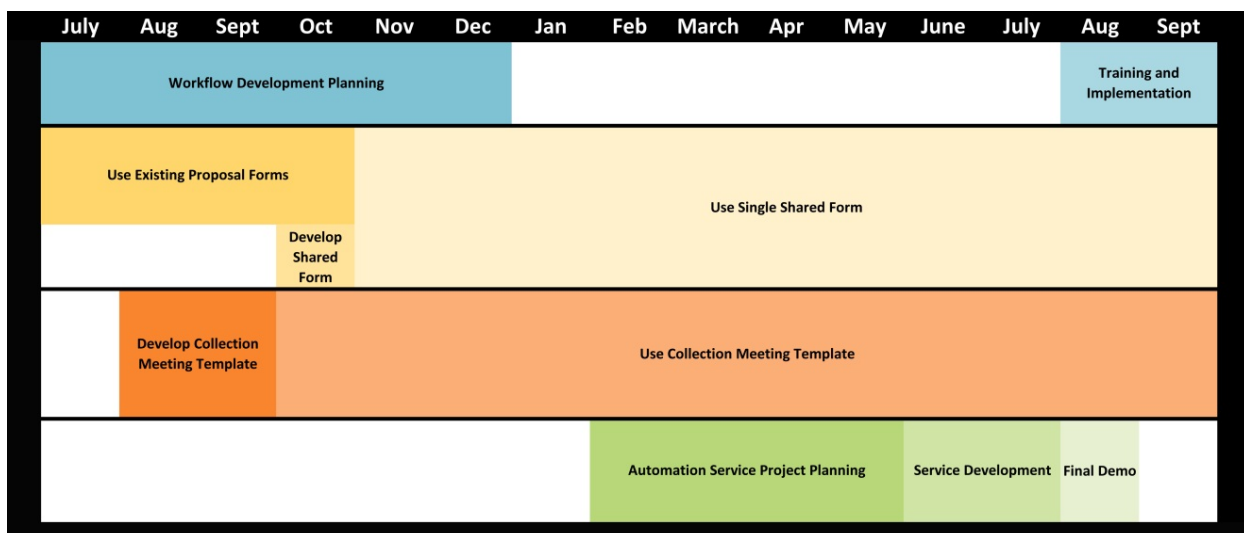 July Aug Sept Oct Nov Dec Jan Feb March Apr May June July Aug Sept
Workflow Development Planning
Training and
Implementation
Use Existing Proposal Forms
Use Single Shared Form
Develop
Shared
Form
Develop Collection
Meeting Template
Use Collection Meeting Template
Automation Service Project Planning
Service Development
Final Demo